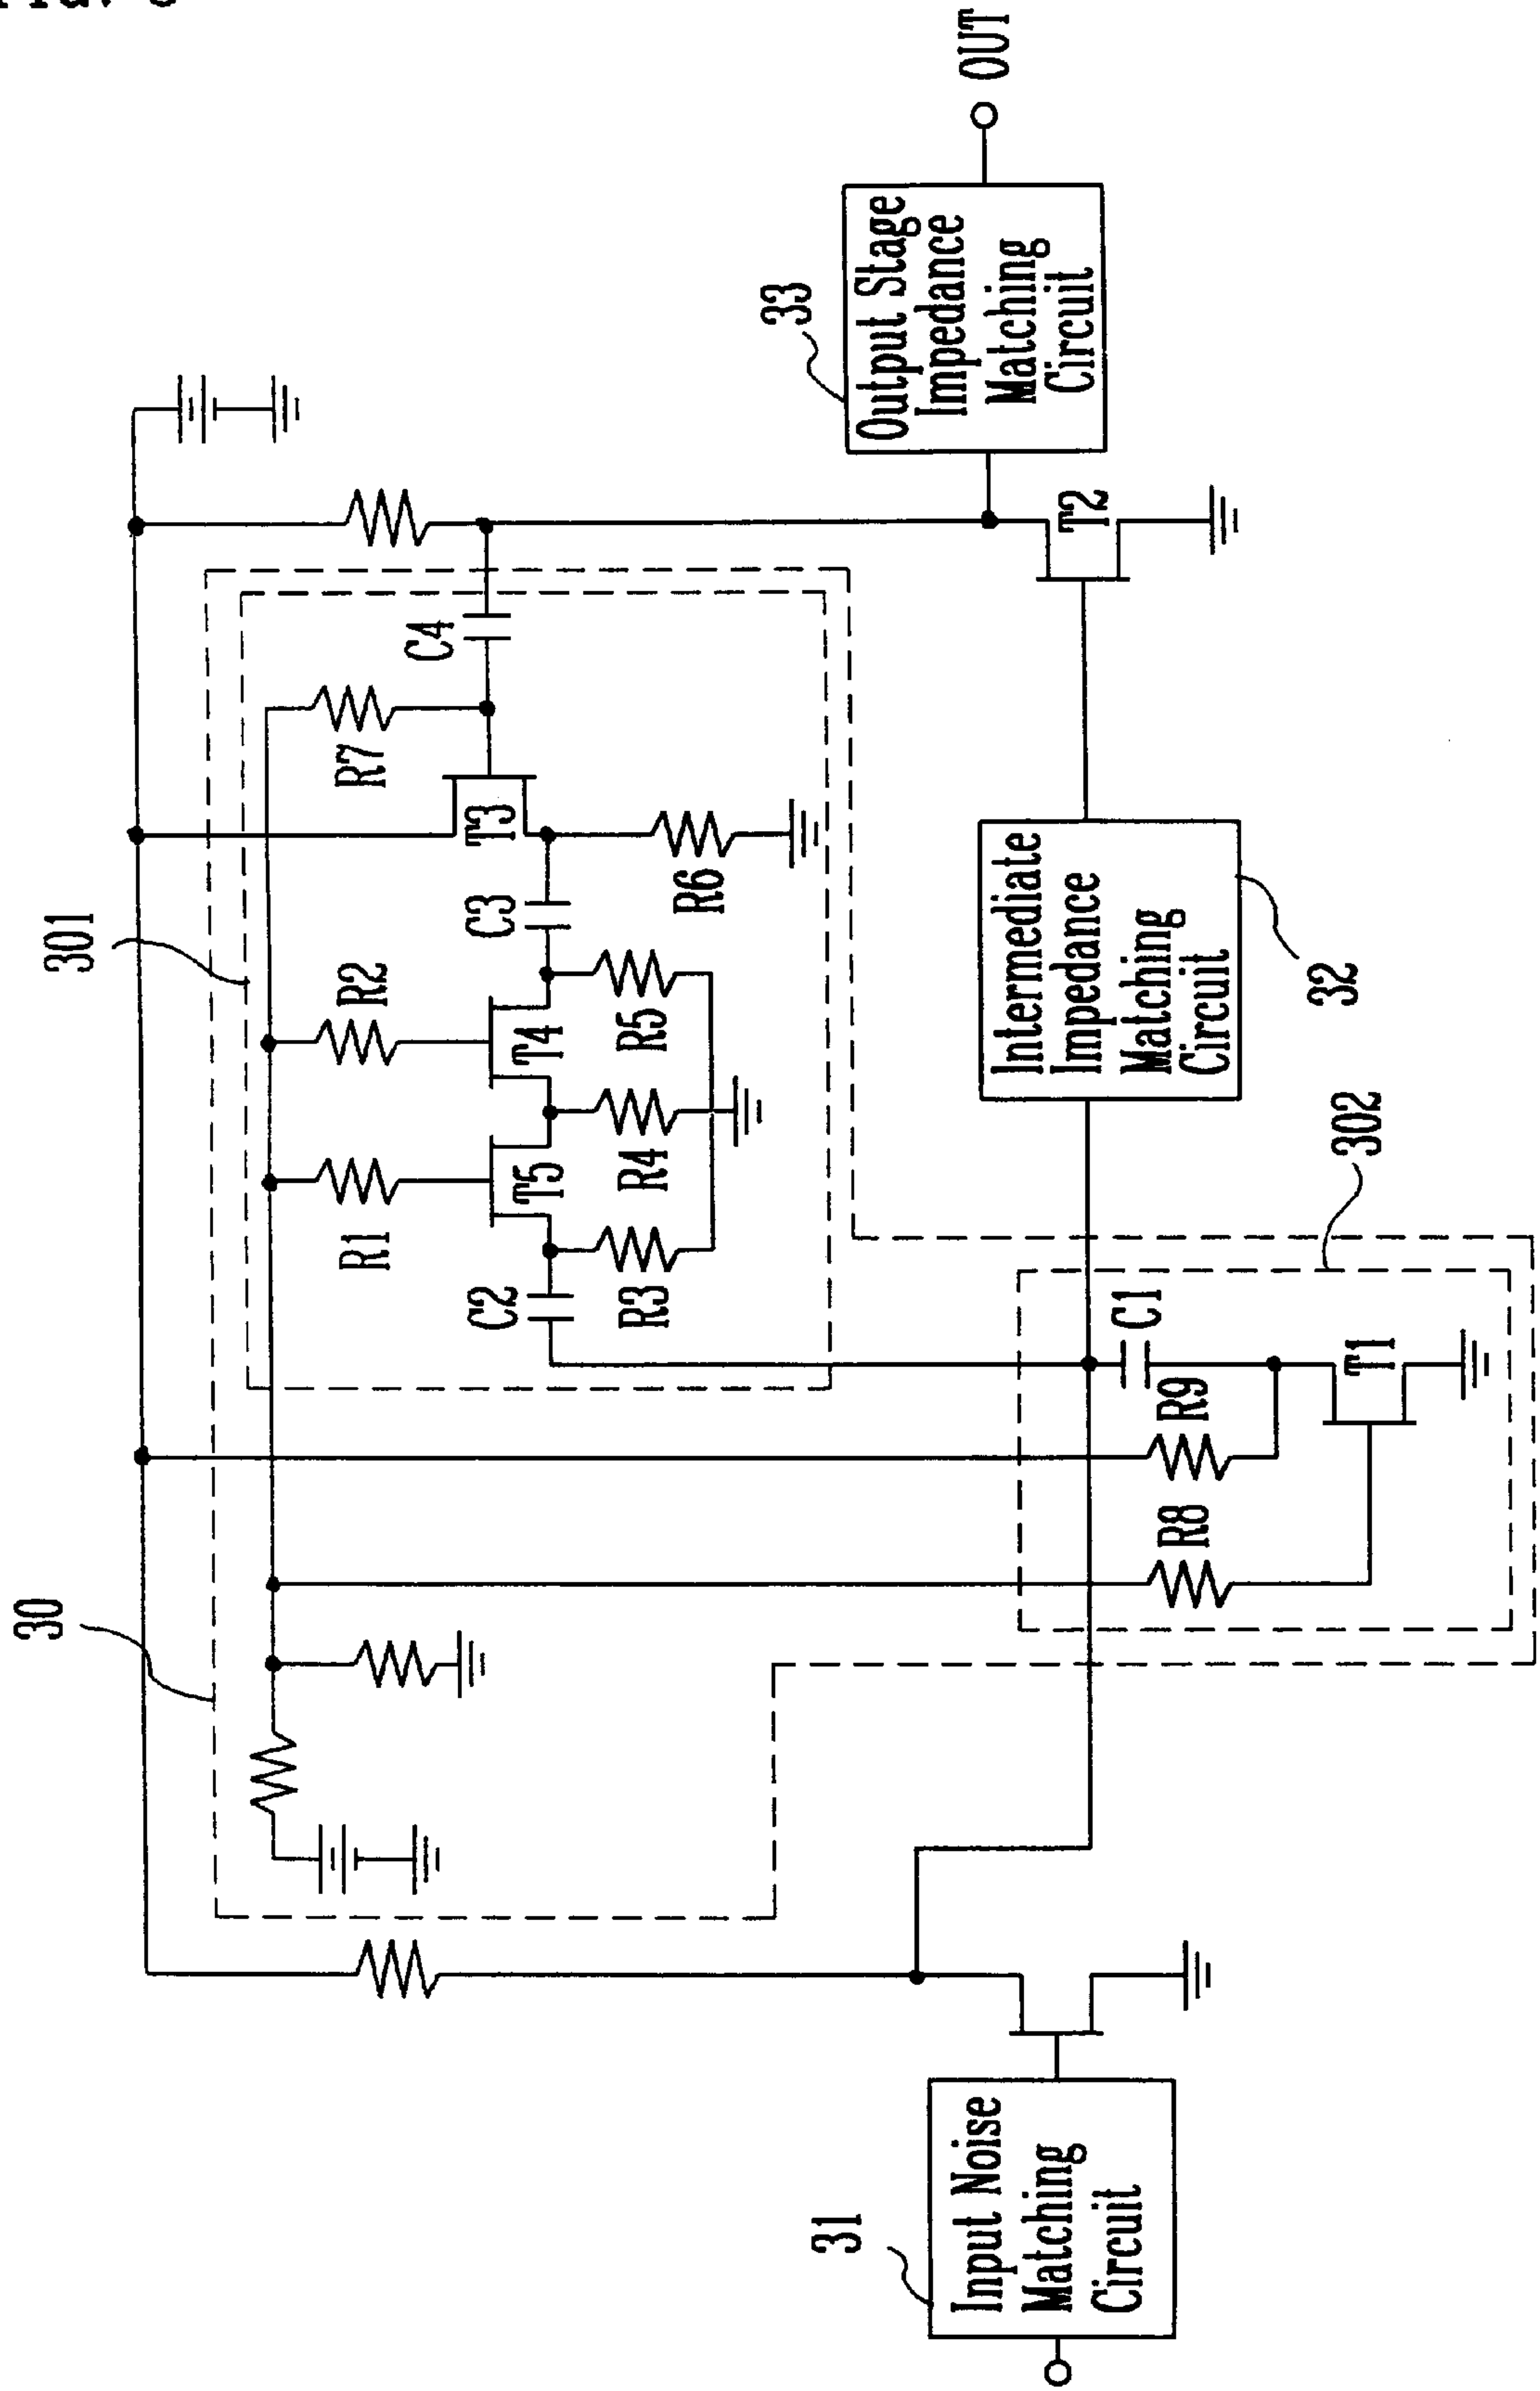 30
301
R7
C4
R2
R1
T3
C3
T4
T5
R6
R5
R4
R3
C2
33
Output Stage
Impedance
Matching
Circuit
OUT
T2
Intermediate
Impedance
Matching
Circuit
32
302
C1
R9
R8
T1
31
Input Noise
Matching
Circuit